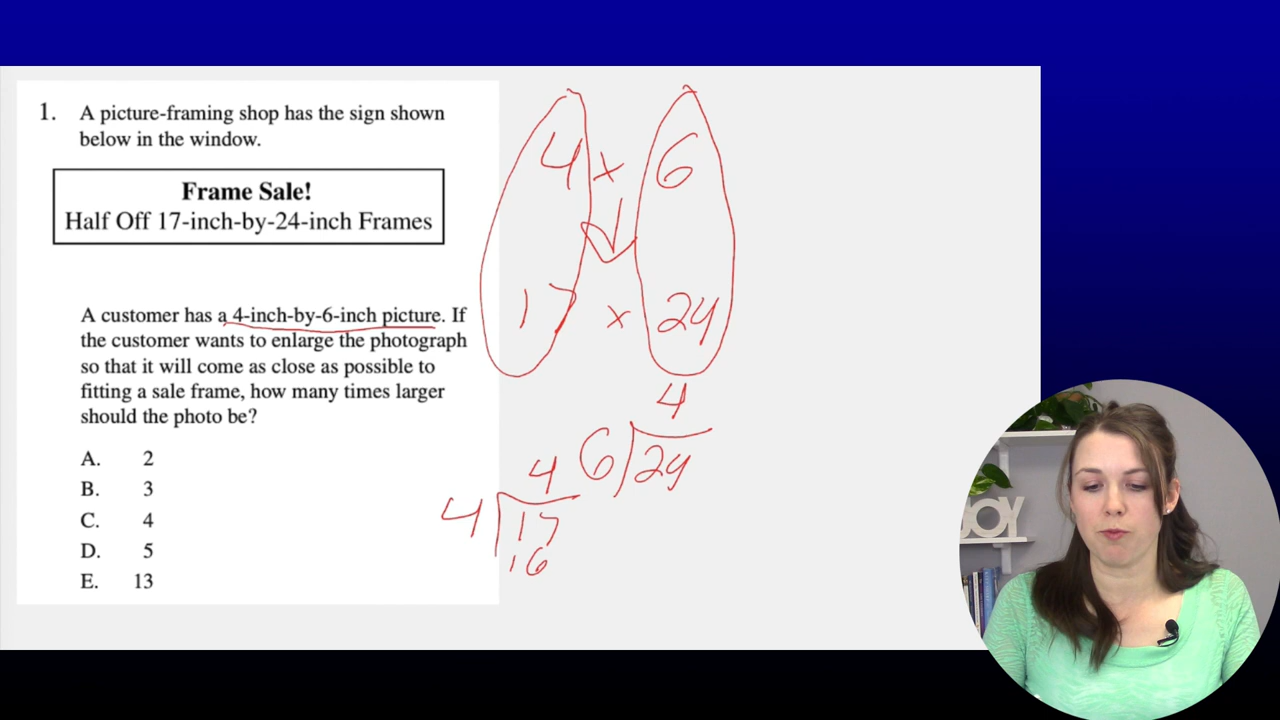 1. A picture-framing shop has the sign shown
below in the window.
Frame Sale!
Half Off 17-inch-by-24-inch Frames
A customer has a 4-inch-by-6-inch picture. If
the customer wants to enlarge the photograph
so that it will come as close as possible to
fitting a sale frame, how many times larger
should the photo be?
A. 2
B. 3
C. 4
D. 5
E. 13
4 x 6
17 x 24
4
6)24
4
4)17
16
JOY